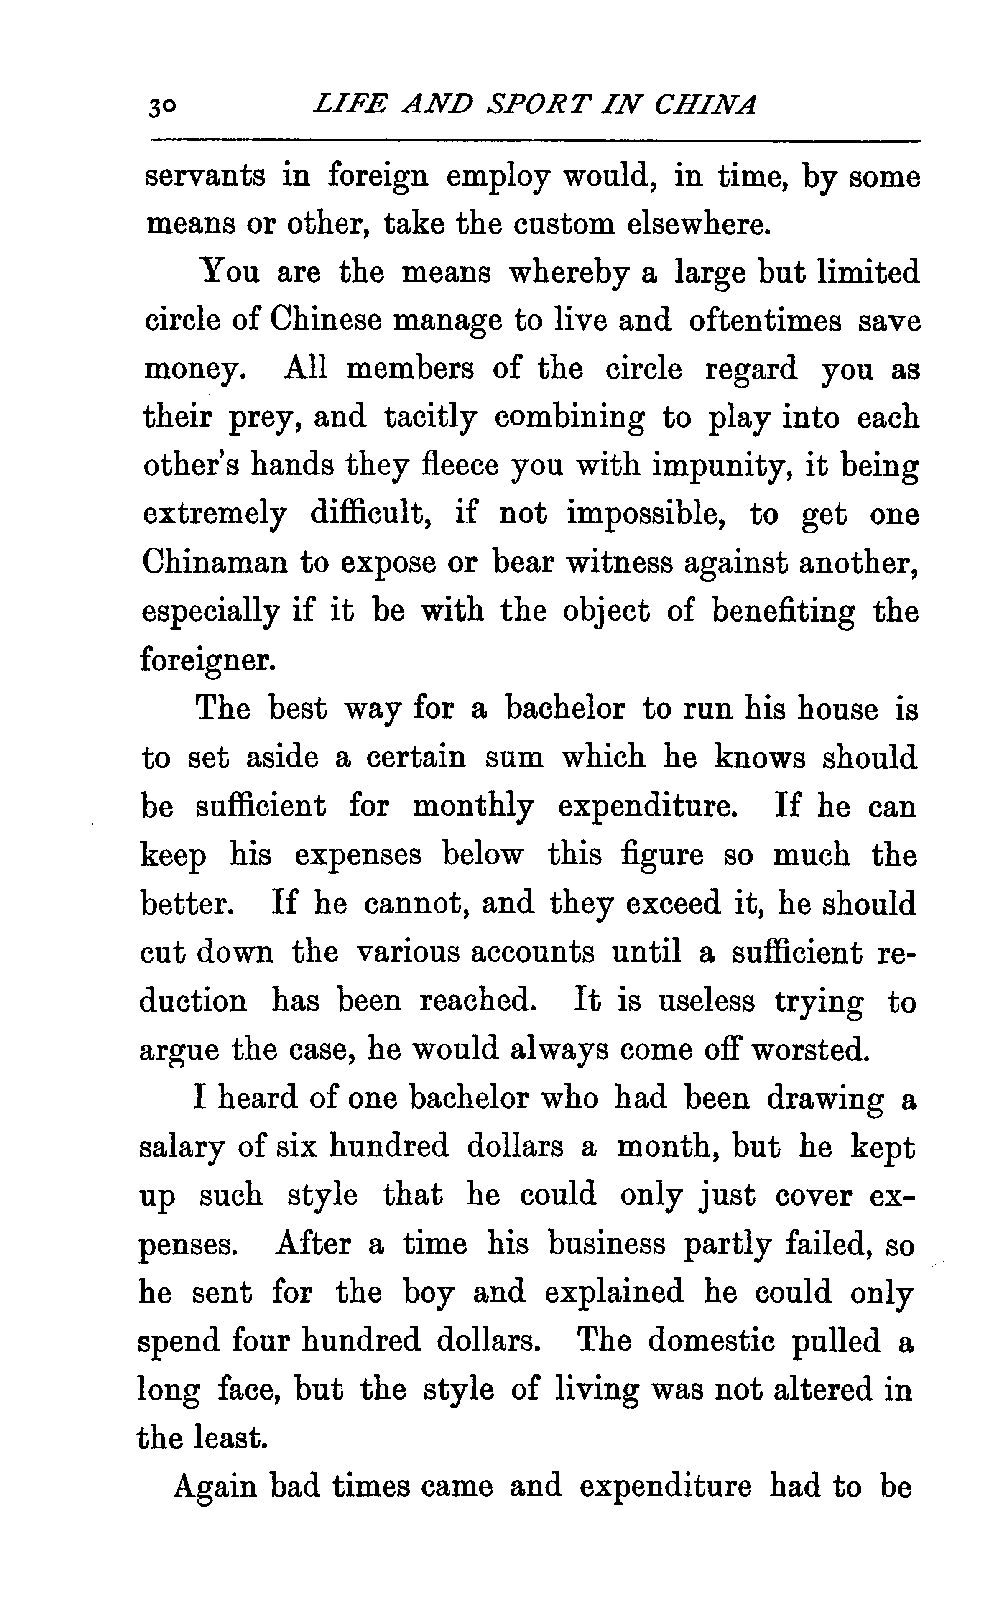 30 LIFE AND SPORT IN CHINA
servants in foreign employ would, in time, by some
means or other, take the custom elsewhere.
You are the means whereby a large but limited
circle of Chinese manage to live and oftentimes save
money. All members of the circle regard you as
their prey, and tacitly combining to play into each
other's hands they fleece you with impunity, it being
extremely difficult, if not impossible, to get one
Chinaman to expose or bear witness against another,
especially if it be with the object of benefiting the
foreigner.
The best way for a bachelor to run his house is
to set aside a certain sum which he knows should
be sufficient for monthly expenditure. If he can
keep his expenses below this figure so much the
better. If he cannot, and they exceed it, he should
cut down the various accounts until a sufficient re-
duction has been reached. It is useless trying to
argue the case, he would always come off worsted.
I heard of one bachelor who had been drawing a
salary of six hundred dollars a month, but he kept
up such style that he could only just cover ex-
penses. After a time his business partly failed, so
he sent for the boy and explained he could only
spend four hundred dollars. The domestic pulled a
long face, but the style of living was not altered in
the least.
Again bad times came and expenditure had to be